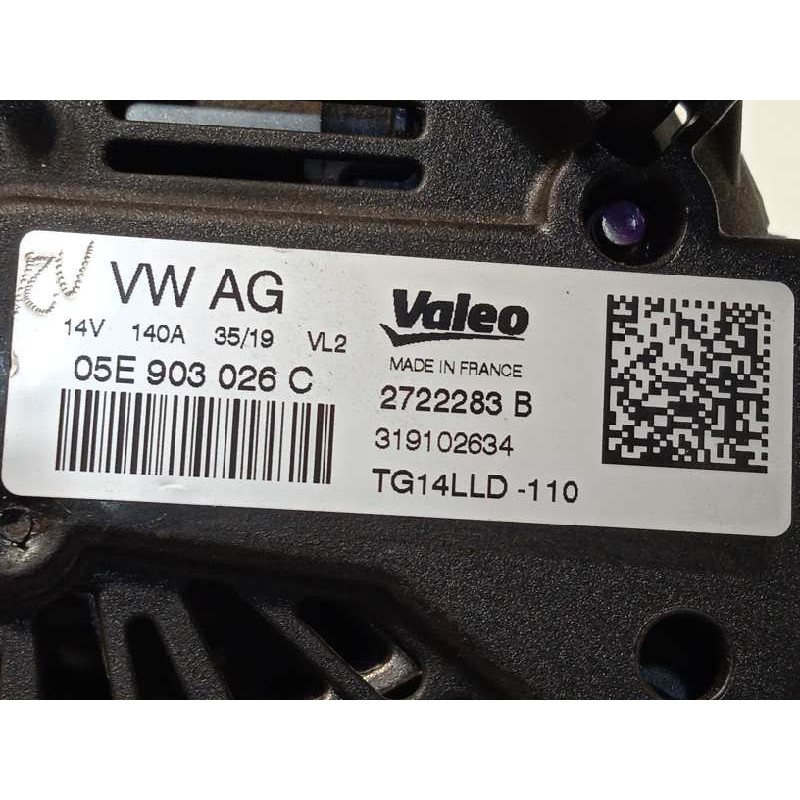 VW AG
14V 140A 35/19 VL2
05E 903 026 C
Valeo
MADE IN FRANCE
2722283 B
319102634
TG14LLD -110